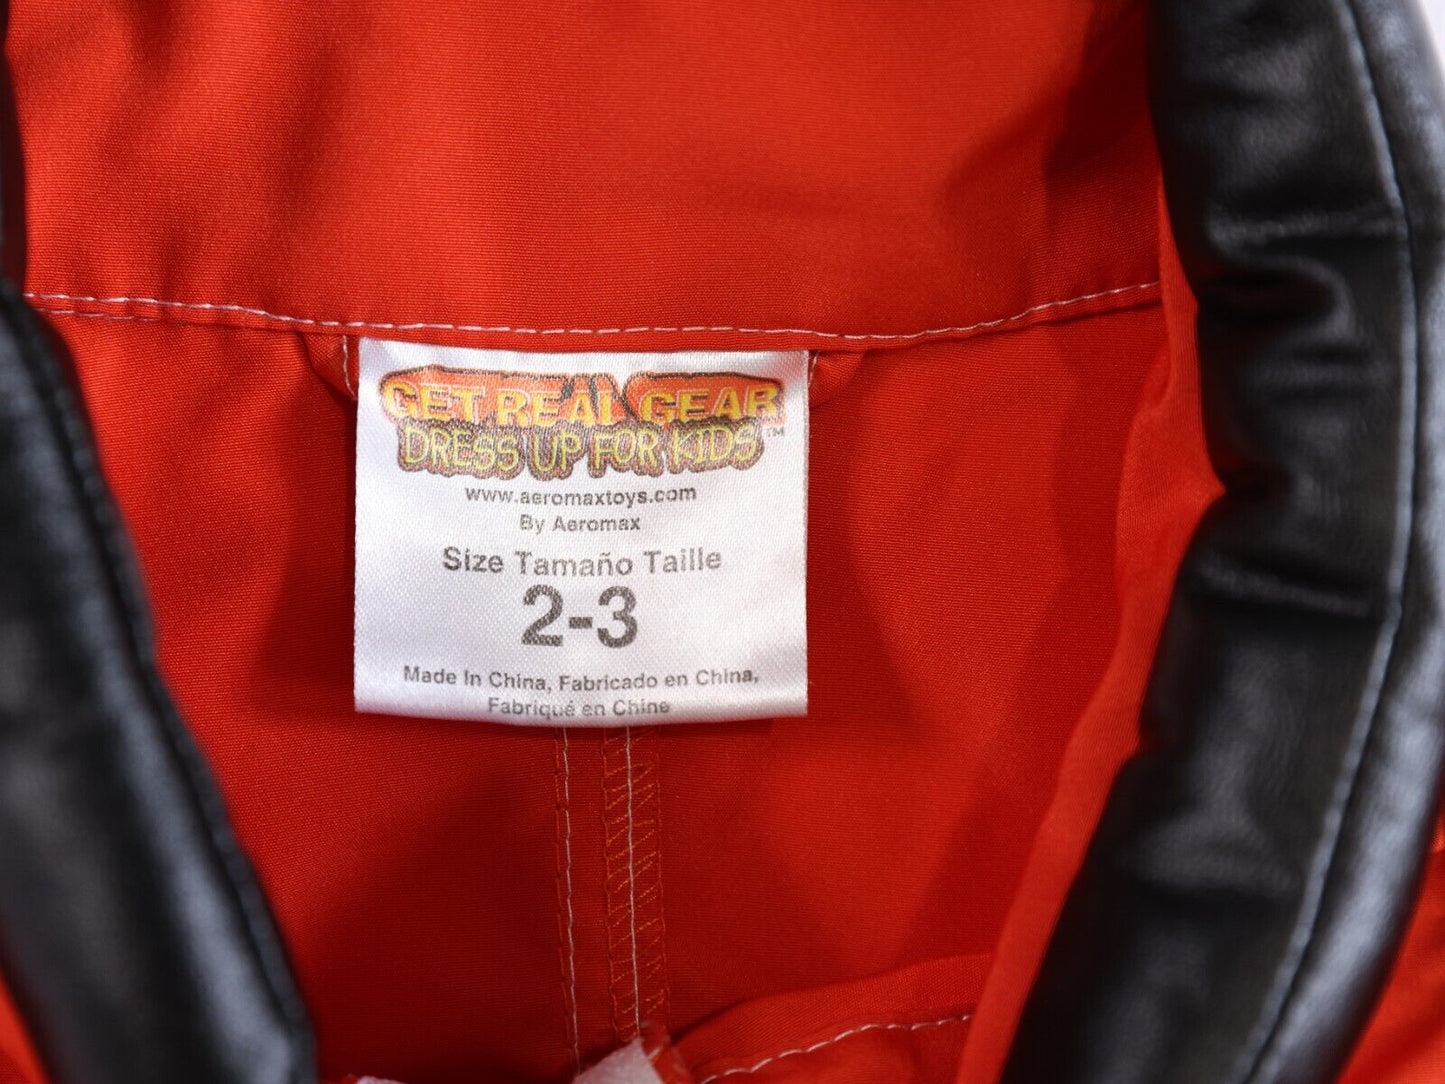 GET REAL GEAR
DRESS UP FOR KIDS™
www.aeromaxtoys.com
By Aeromax
Size Tamaño Taille
2-3
Made In China, Fabricado en China,
Fabriqué en Chine